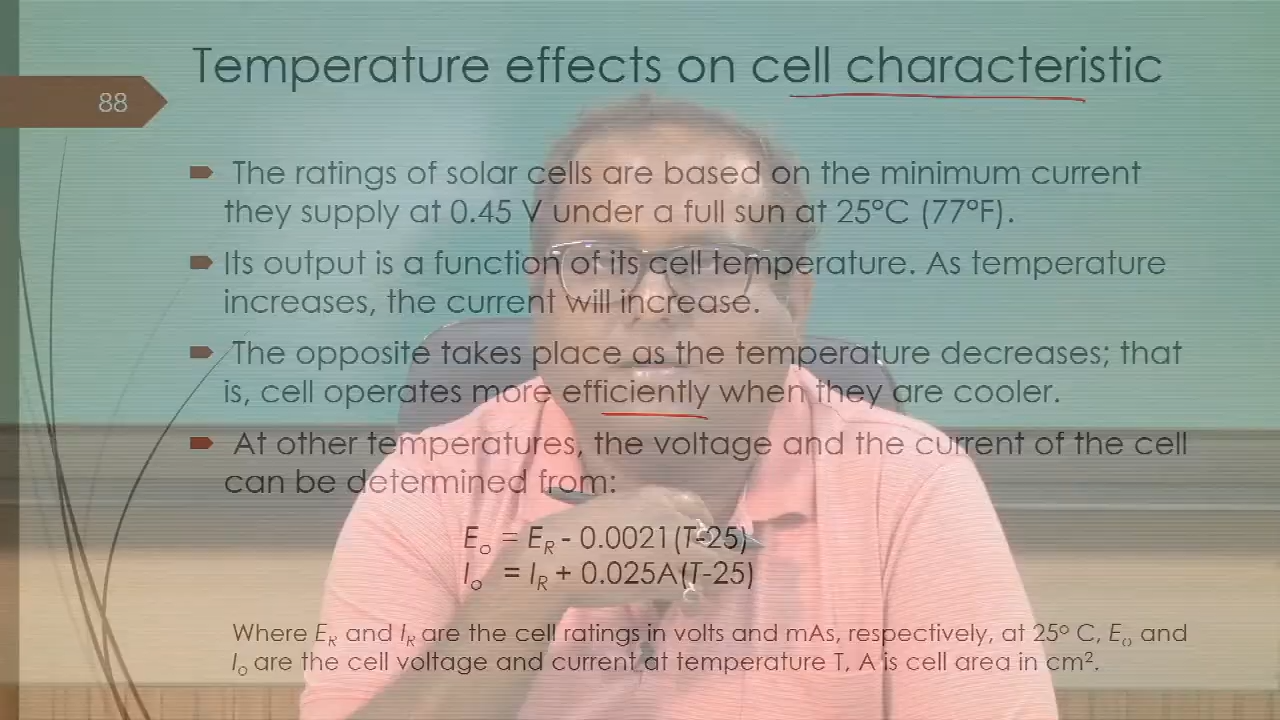 Temperature effects on cell characteristic
88
The ratings of solar cells are based on the minimum current
they supply at 0.45 V under a full sun at 25°C (77°F).
Its output is a function of its cell temperature. As temperature
increases, the current will increase.
The opposite takes place as the temperature decreases; that
is, cell operates more efficiently when they are cooler.
At other temperatures, the voltage and the current of the cell
can be determined from:
Eo = ER - 0.0021(T-25)
Io = IR + 0.025A(T-25)
Where ER and IR are the cell ratings in volts and mAs, respectively, at 25o C, Eo and
Io are the cell voltage and current at temperature T, A is cell area in cm2.